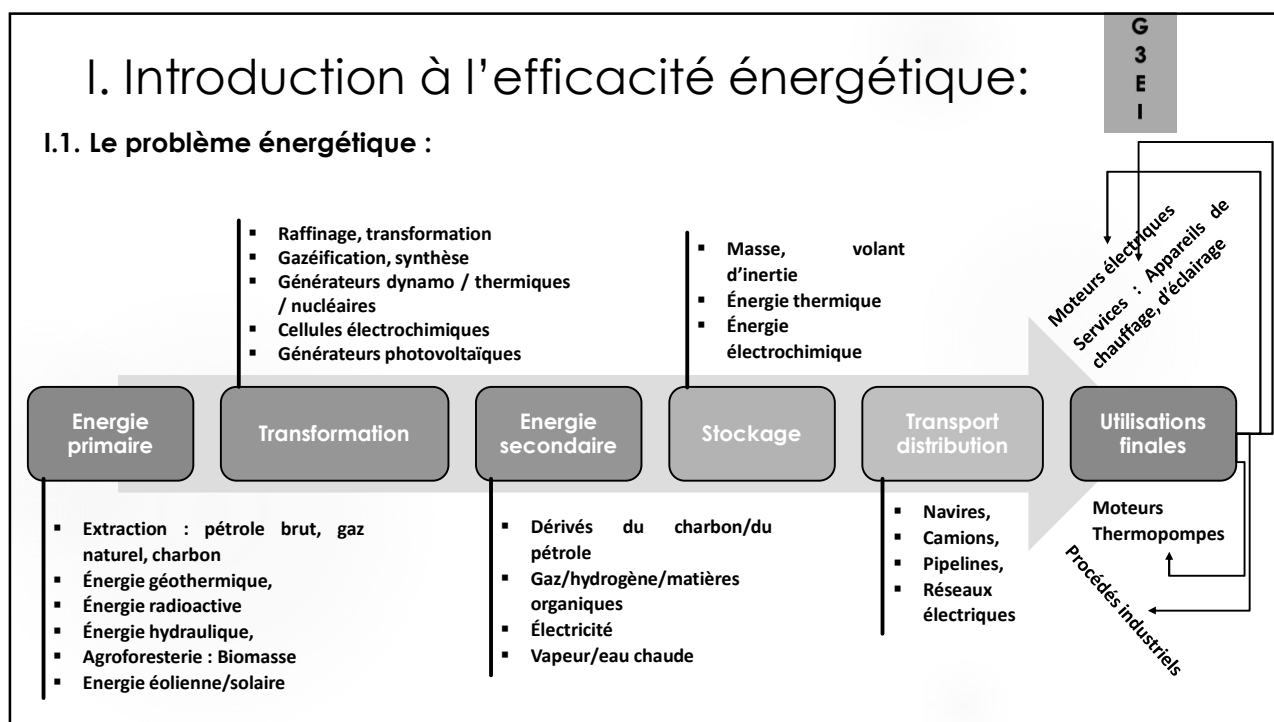 G
3
E
I
I. Introduction à l’efficacité énergétique:
I.1. Le problème énergétique :
▪ Raffinage, transformation
▪ Gazéification, synthèse
▪ Générateurs dynamo / thermiques
/ nucléaires
▪ Cellules électrochimiques
▪ Générateurs photovoltaïques
▪ Masse, volant
d’inertie
▪ Énergie thermique
▪ Énergie
électrochimique
Moteurs électriques
Services : Appareils de
chauffage, d’éclairage
Energie
primaire
Transformation
Energie
secondaire
Stockage
Transport
distribution
Utilisations
finales
▪ Extraction : pétrole brut, gaz
naturel, charbon
▪ Énergie géothermique,
▪ Énergie radioactive
▪ Énergie hydraulique,
▪ Agroforesterie : Biomasse
▪ Energie éolienne/solaire
▪ Dérivés du charbon/du
pétrole
▪ Gaz/hydrogène/matières
organiques
▪ Électricité
▪ Vapeur/eau chaude
▪ Navires,
▪ Camions,
▪ Pipelines,
▪ Réseaux
électriques
Moteurs
Thermopompes
Procédés industriels